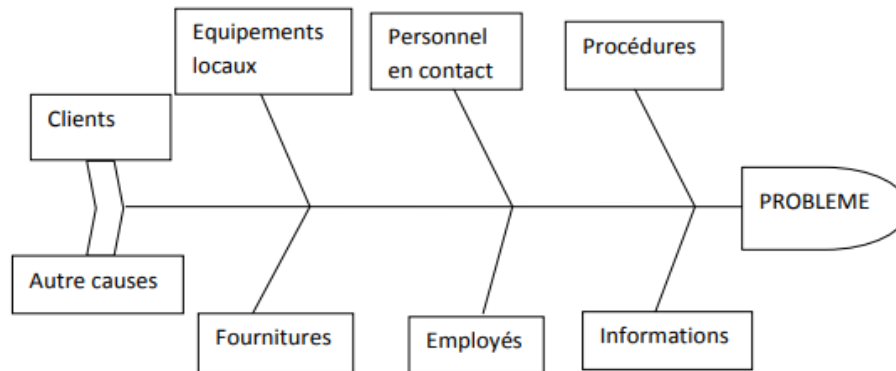 Equipements
locaux
Personnel
en contact
Procédures
Clients
PROBLEME
Autre causes
Fournitures
Employés
Informations